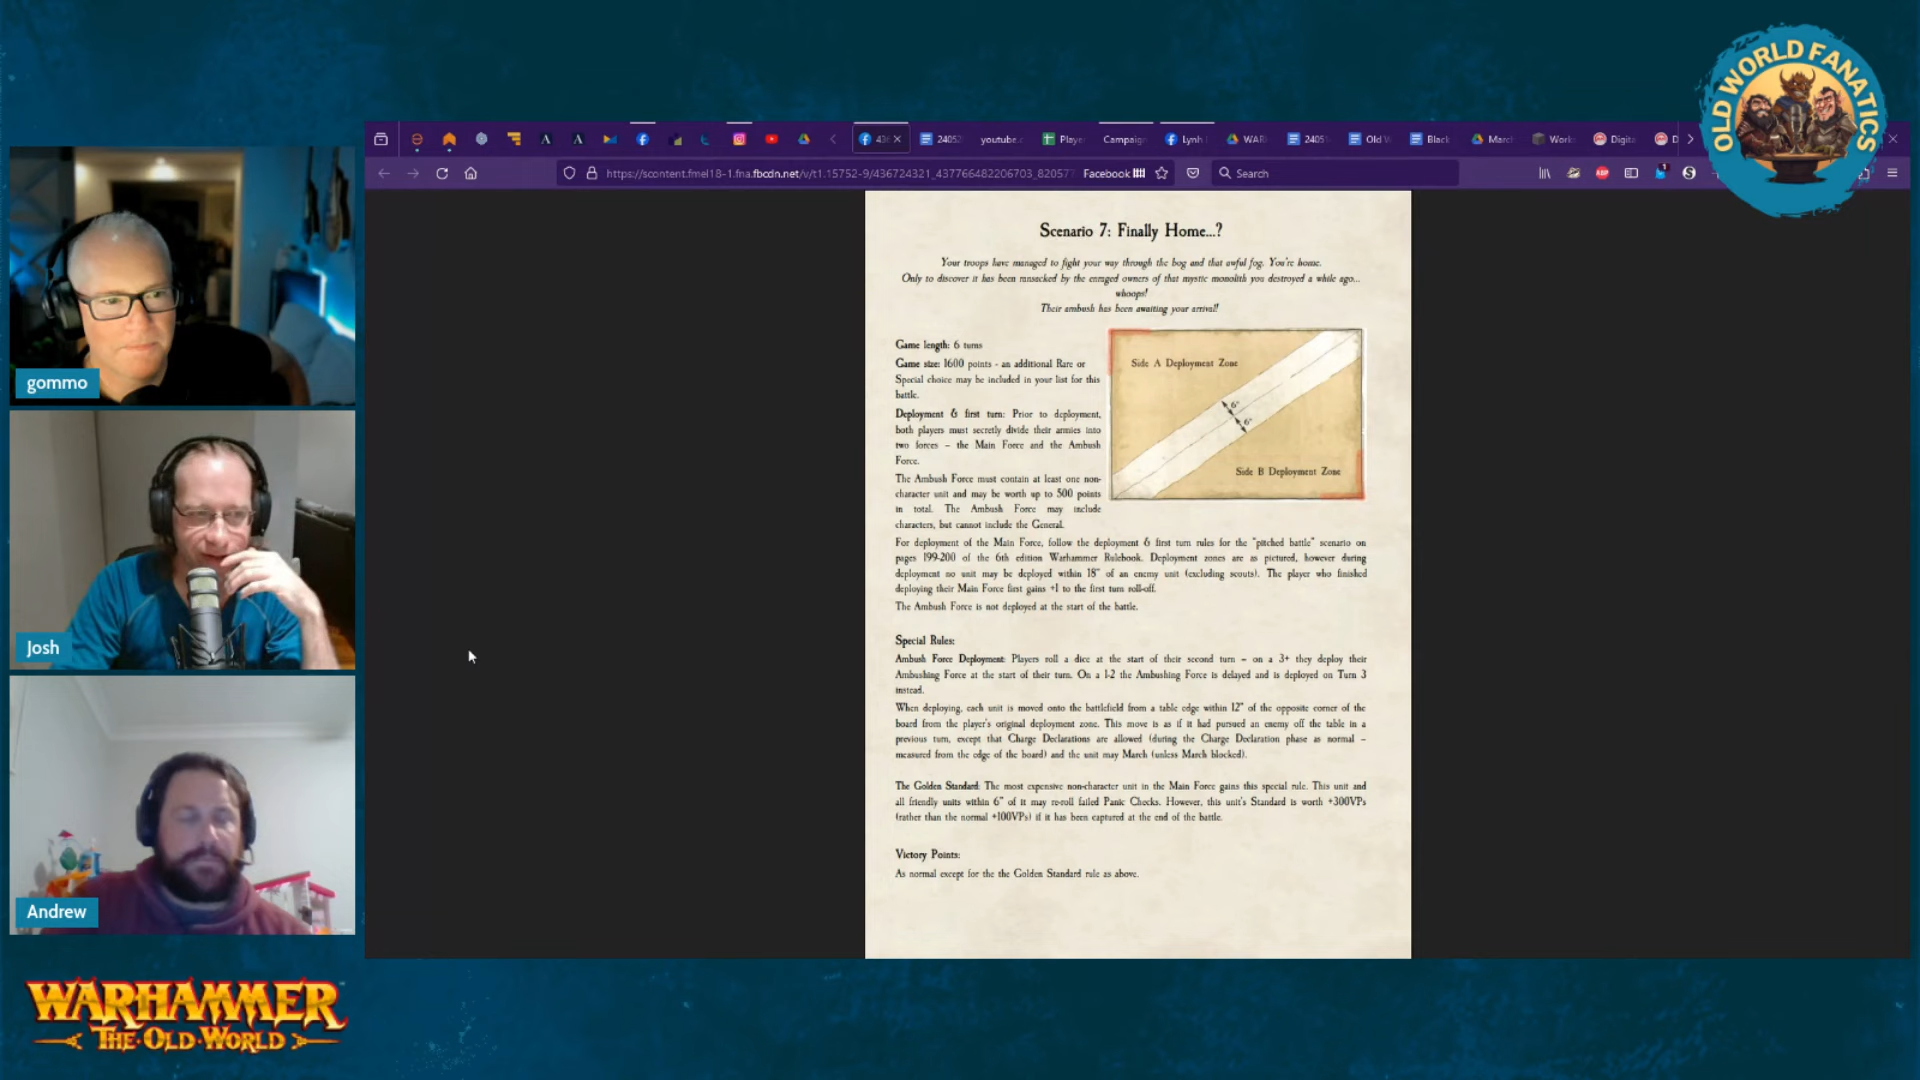 OLD WORLD FANATICS
youtube.
Player
Campaign
Lynh
Black
March
https://scontent.fmel18-1.fna.fbcdn.net/v/t1.15752-9/436724321_437766482206703_82057
Facebook
Search
Scenario 7: Finally Home...?
Your troops have managed to fight your way through the bog and that awful fog. You're home.
Only to discover it has been ransacked by the enraged owners of that mystic monolith you destroyed a while ago...
whoops!
Their ambush has been awaiting your arrival!
Game length: 6 turns
Game size: 1600 points - an additional Rare or
Special choice may be included in your list for this
battle.
Deployment & first turn: Prior to deployment,
both players must secretly divide their armies into
two forces – the Main Force and the Ambush
Force.
The Ambush Force must contain at least one non-
character unit and may be worth up to 500 points
in total. The Ambush Force may include
characters, but cannot include the General.
Side A Deployment Zone
6"
6"
Side B Deployment Zone
For deployment of the Main Force, follow the deployment & first turn rules for the "pitched battle" scenario on
pages 199-200 of the 6th edition Warhammer Rulebook. Deployment zones are as pictured, however during
deployment no unit may be deployed within 18" of an enemy unit (excluding scouts). The player who finished
deploying their Main Force first gains +1 to the first turn roll-off.
The Ambush Force is not deployed at the start of the battle.
Special Rules:
Ambush Force Deployment: Players roll a dice at the start of their second turn – on a 3+ they deploy their
Ambushing Force at the start of their turn. On a 1-2 the Ambushing Force is delayed and is deployed on Turn 3
instead.
When deploying, each unit is moved onto the battlefield from a table edge within 12" of the opposite corner of the
board from the player's original deployment zone. This move is as if it had pursued an enemy off the table in a
previous turn, except that Charge Declarations are allowed (during the Charge Declaration phase as normal –
measured from the edge of the board) and the unit may March (unless March blocked).
The Golden Standard: The most expensive non-character unit in the Main Force gains this special rule. This unit and
all friendly units within 6" of it may re-roll failed Panic Checks. However, this unit's Standard is worth +300VPs
(rather than the normal +100VPs) if it has been captured at the end of the battle.
Victory Points:
As normal except for the the Golden Standard rule as above.
gommo
Josh
Andrew
WARHAMMER
THE OLD WORLD